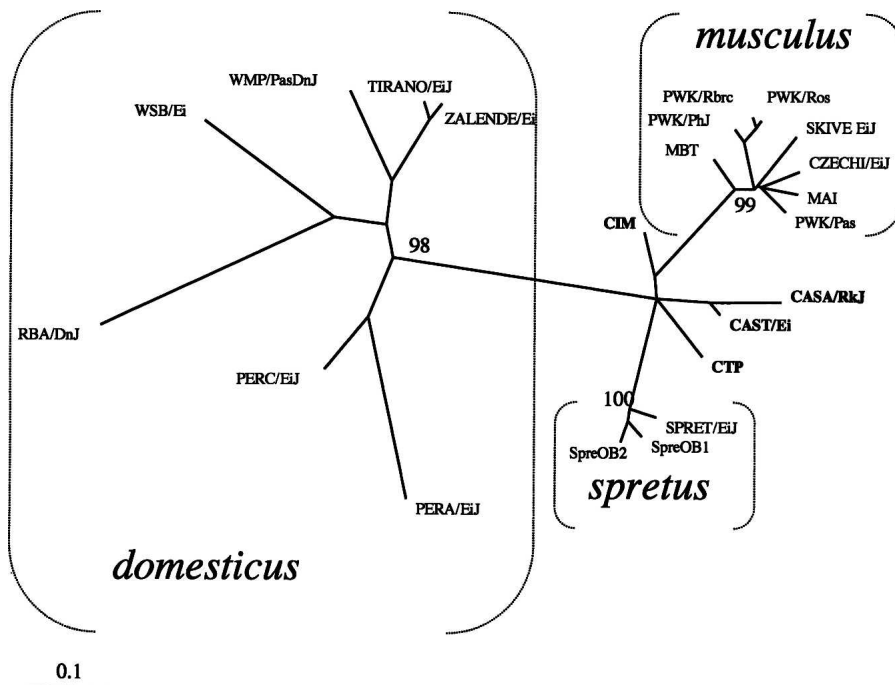 musculus
WMP/PasDnJ
TIRANO/EiJ
ZALENDE/Ei
WSB/Ei
PWK/Rbrc
PWK/Ros
PWK/PhJ
SKIVE EiJ
MBT
CZECHI/EiJ
MAI
99
PWK/Pas
CIM
98
CASA/RkJ
CAST/Ei
RBA/DnJ
CTP
PERC/EiJ
100
SPRET/EiJ
SpreOB1
SpreOB2
spretus
PERA/EiJ
domesticus
0.1